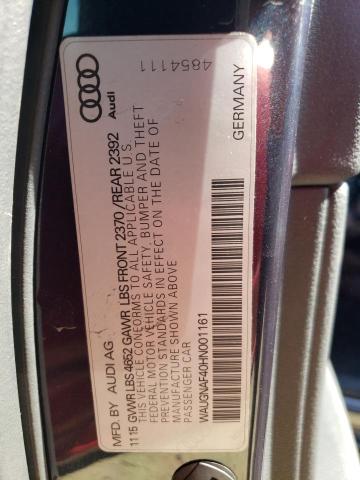 MFD. BY AUDI AG
1115 GVWR LBS 4652 GAWR LBS FRONT 2370/REAR 2392
THIS VEHICLE CONFORMS TO ALL APPLICABLE U.S.
FEDERAL MOTOR VEHICLE SAFETY, BUMPER AND THEFT
PREVENTION STANDARDS IN EFFECT ON THE DATE OF
MANUFACTURE SHOWN ABOVE
PASSENGER CAR
WAUGNAF40HN001161
GERMANY
Audi
4854111